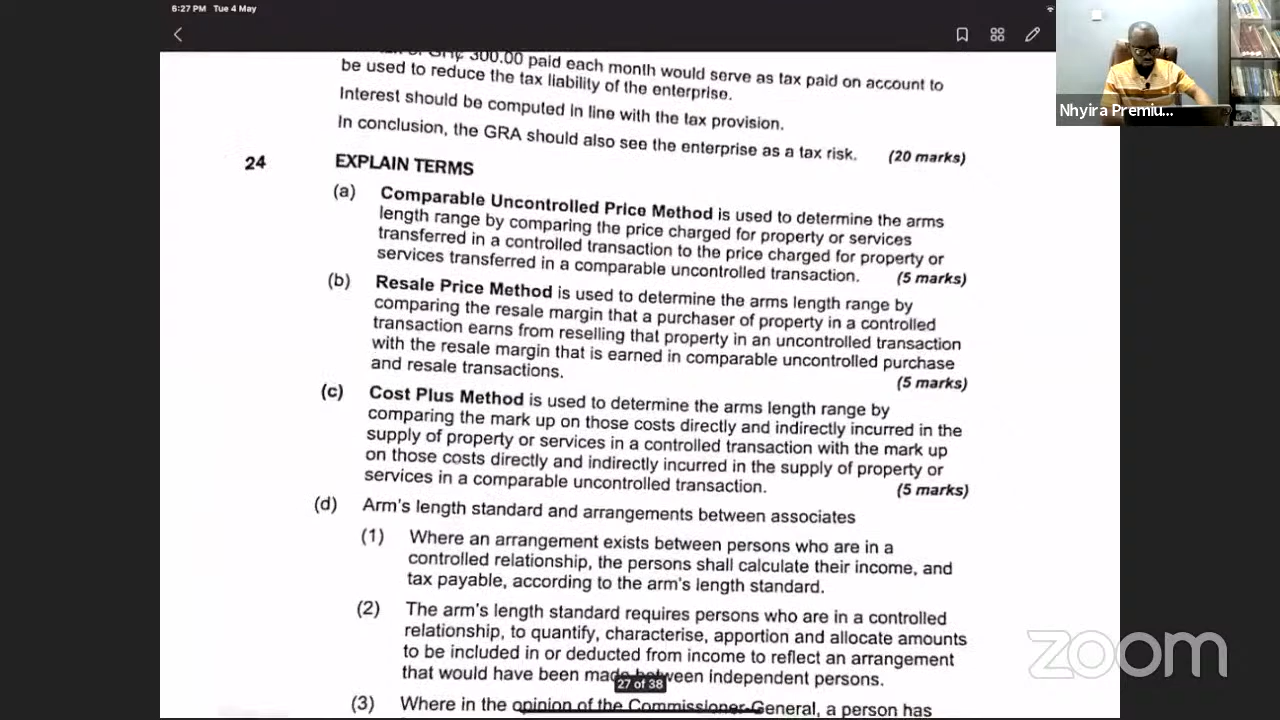 6:27 PM Tue 4 May
GH₵ 300.00 paid each month would serve as tax paid on account to
be used to reduce the tax liability of the enterprise.
Interest should be computed in line with the tax provision.
In conclusion, the GRA should also see the enterprise as a tax risk. (20 marks)
24 EXPLAIN TERMS
(a) Comparable Uncontrolled Price Method is used to determine the arms
length range by comparing the price charged for property or services
transferred in a controlled transaction to the price charged for property or
services transferred in a comparable uncontrolled transaction. (5 marks)
(b) Resale Price Method is used to determine the arms length range by
comparing the resale margin that a purchaser of property in a controlled
transaction earns from reselling that property in an uncontrolled transaction
with the resale margin that is earned in comparable uncontrolled purchase
and resale transactions. (5 marks)
(c) Cost Plus Method is used to determine the arms length range by
comparing the mark up on those costs directly and indirectly incurred in the
supply of property or services in a controlled transaction with the mark up
on those costs directly and indirectly incurred in the supply of property or
services in a comparable uncontrolled transaction. (5 marks)
(d) Arm's length standard and arrangements between associates
(1) Where an arrangement exists between persons who are in a
controlled relationship, the persons shall calculate their income, and
tax payable, according to the arm's length standard.
(2) The arm's length standard requires persons who are in a controlled
relationship, to quantify, characterise, apportion and allocate amounts
to be included in or deducted from income to reflect an arrangement
that would have been made between independent persons.
27 of 38
(3) Where in the opinion of the Commissioner-General, a person has
Nhyira Premiu...
zoom